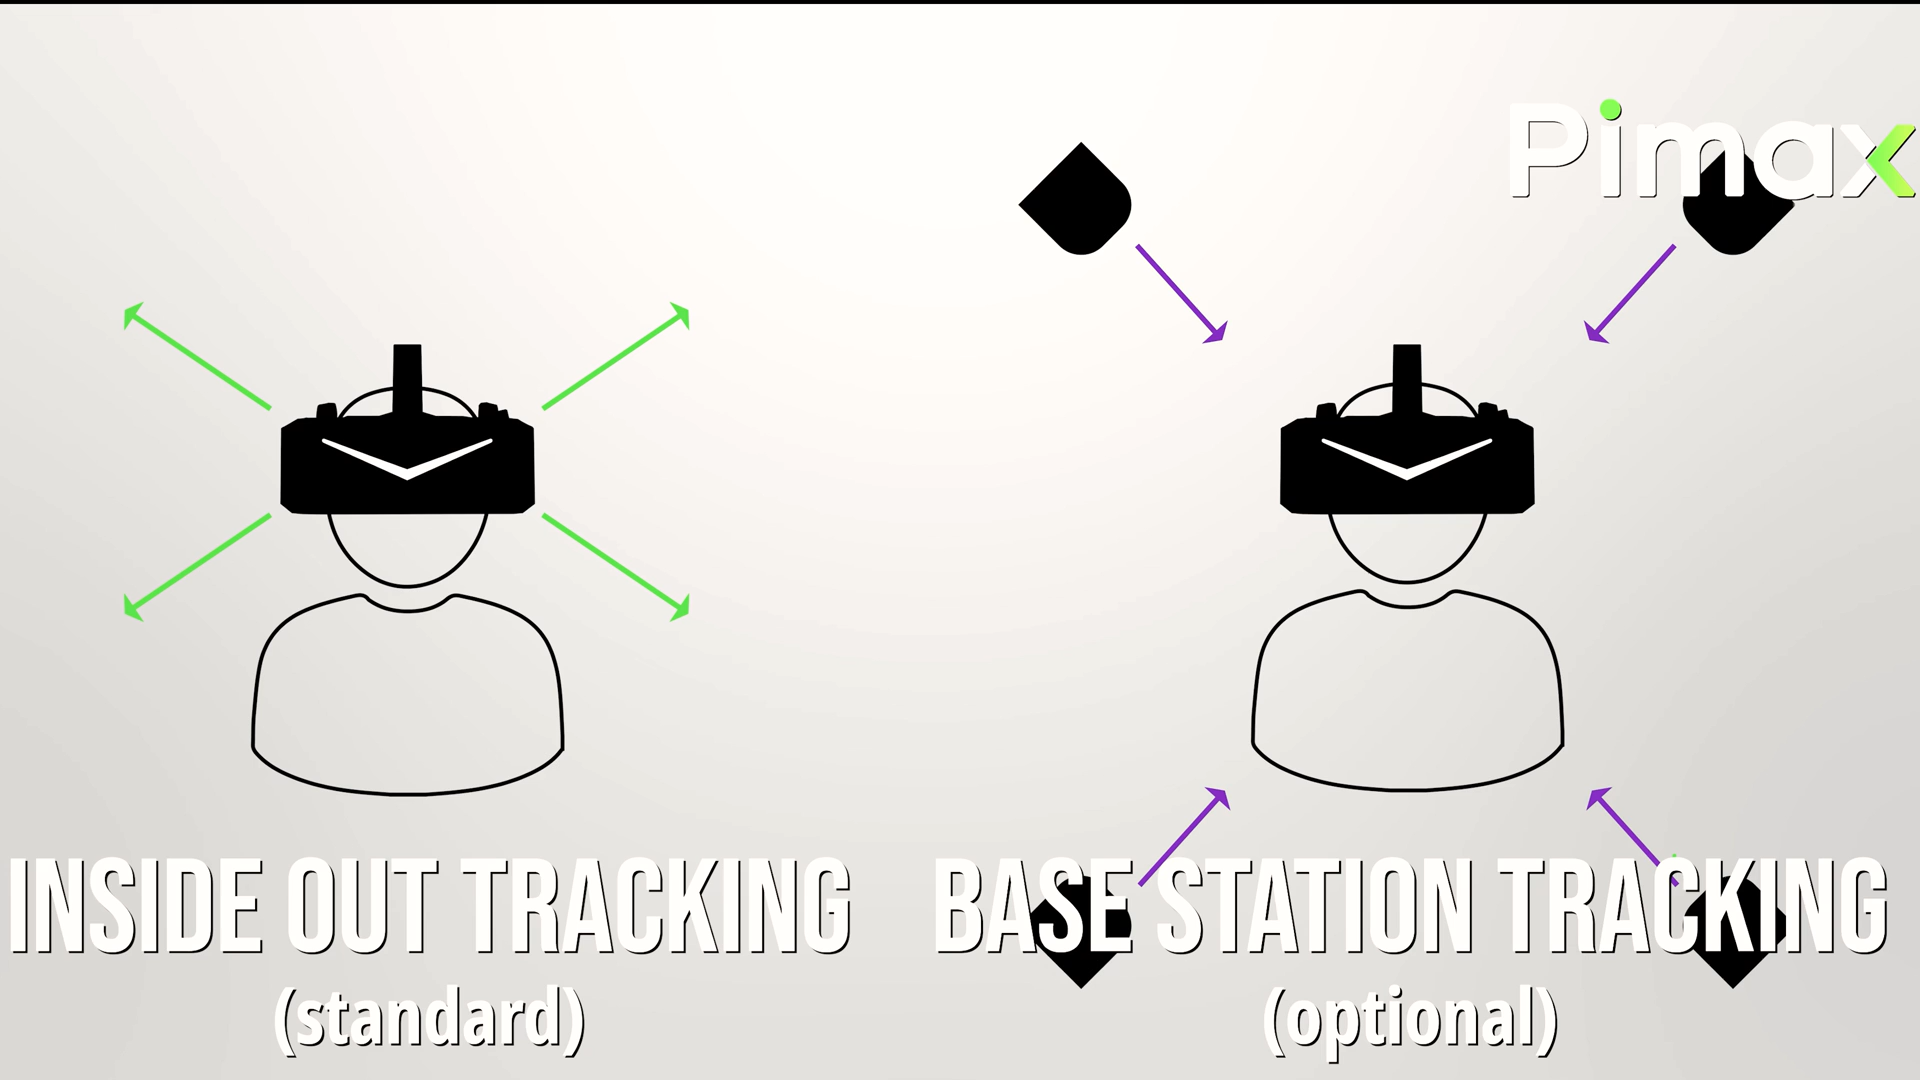 Pimax
INSIDE OUT TRACKING
(standard)
BASE STATION TRACKING
(optional)